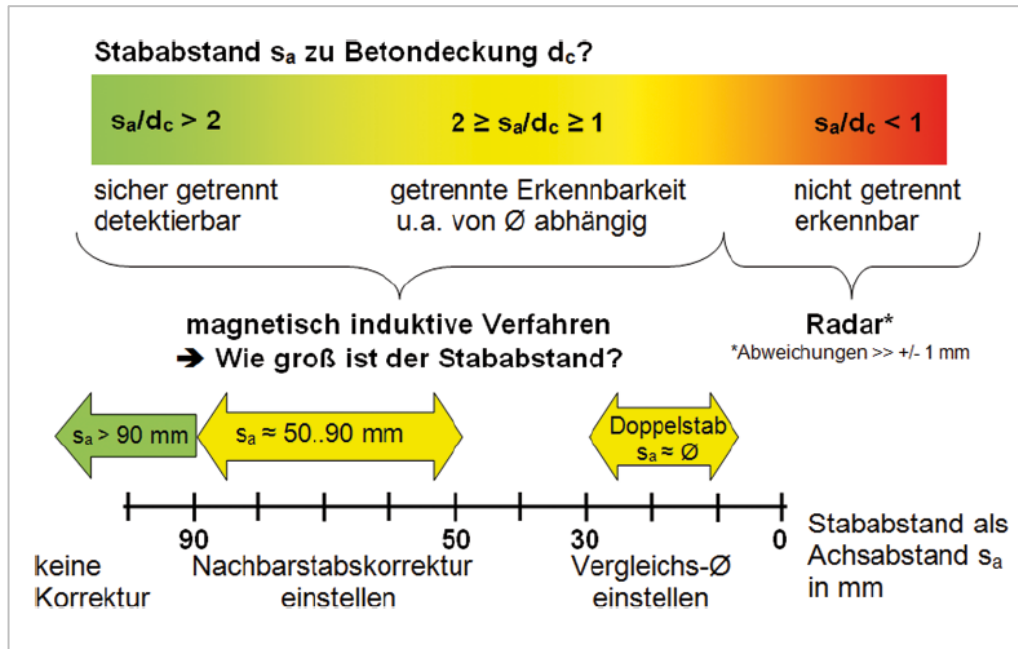 Stababstand sa zu Betondeckung dc?
sa/dc > 2
2 ≥ sa/dc ≥ 1
sa/dc < 1
sicher getrennt
detektierbar
getrennte Erkennbarkeit
u.a. von Ø abhängig
nicht getrennt
erkennbar
magnetisch induktive Verfahren
➔ Wie groß ist der Stababstand?
Radar*
*Abweichungen >> +/- 1 mm
sa > 90 mm
sa ≈ 50..90 mm
Doppelstab
sa ≈ Ø
90
50
30
0
Stababstand als
Achsabstand sa
in mm
keine
Korrektur
Nachbarstabskorrektur
einstellen
Vergleichs-Ø
einstellen